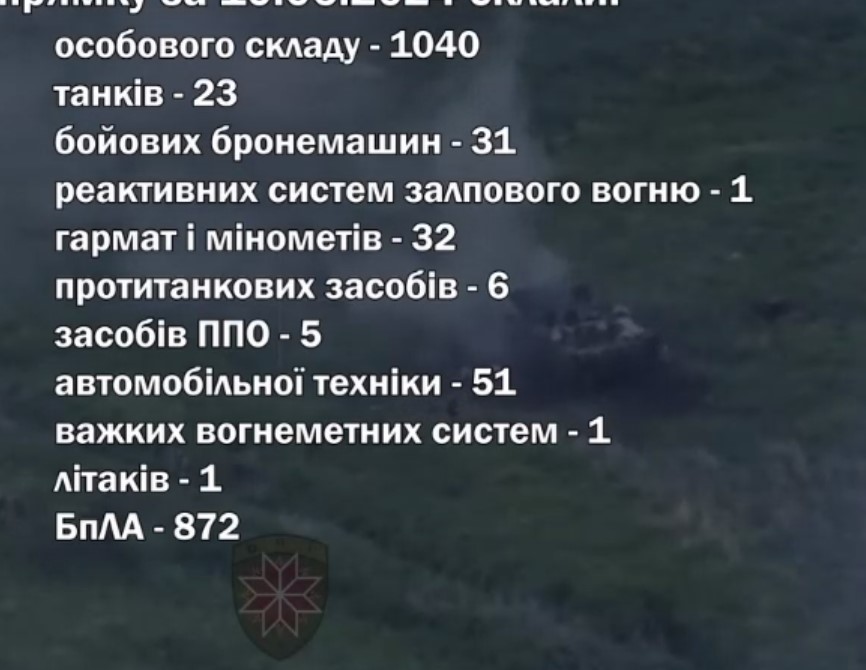 особового складу - 1040
танків - 23
бойових бронемашин - 31
реактивних систем залпового вогню - 1
гармат і мінометів - 32
протитанкових засобів - 6
засобів ППО - 5
автомобільної техніки - 51
важких вогнеметних систем - 1
літаків - 1
БпЛА - 872